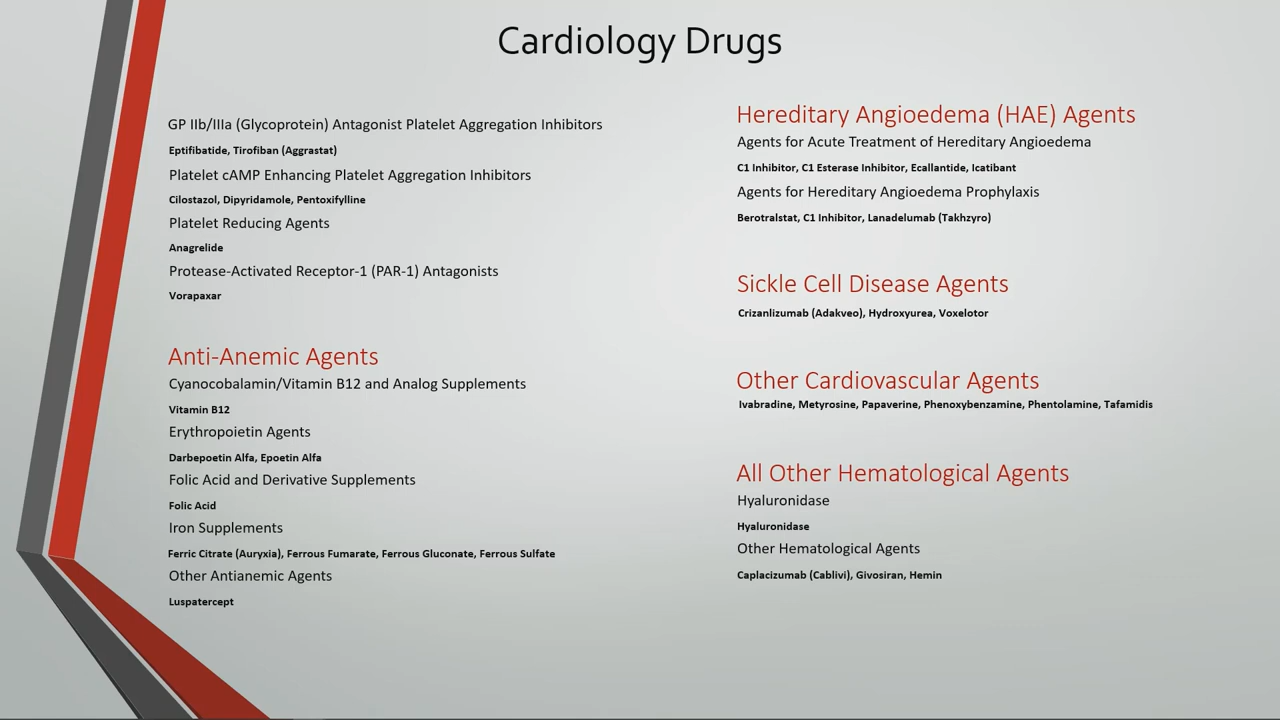 Cardiology Drugs
GP IIb/IIIa (Glycoprotein) Antagonist Platelet Aggregation Inhibitors
Eptifibatide, Tirofiban (Aggrastat)
Platelet cAMP Enhancing Platelet Aggregation Inhibitors
Cilostazol, Dipyridamole, Pentoxifylline
Platelet Reducing Agents
Anagrelide
Protease-Activated Receptor-1 (PAR-1) Antagonists
Vorapaxar
Anti-Anemic Agents
Cyanocobalamin/Vitamin B12 and Analog Supplements
Vitamin B12
Erythropoietin Agents
Darbepoetin Alfa, Epoetin Alfa
Folic Acid and Derivative Supplements
Folic Acid
Iron Supplements
Ferric Citrate (Auryxia), Ferrous Fumarate, Ferrous Gluconate, Ferrous Sulfate
Other Antianemic Agents
Luspatercept
Hereditary Angioedema (HAE) Agents
Agents for Acute Treatment of Hereditary Angioedema
C1 Inhibitor, C1 Esterase Inhibitor, Ecallantide, Icatibant
Agents for Hereditary Angioedema Prophylaxis
Berotralstat, C1 Inhibitor, Lanadelumab (Takhzyro)
Sickle Cell Disease Agents
Crizanlizumab (Adakveo), Hydroxyurea, Voxelotor
Other Cardiovascular Agents
Ivabradine, Metyrosine, Papaverine, Phenoxybenzamine, Phentolamine, Tafamidis
All Other Hematological Agents
Hyaluronidase
Hyaluronidase
Other Hematological Agents
Caplacizumab (Cablivi), Givosiran, Hemin